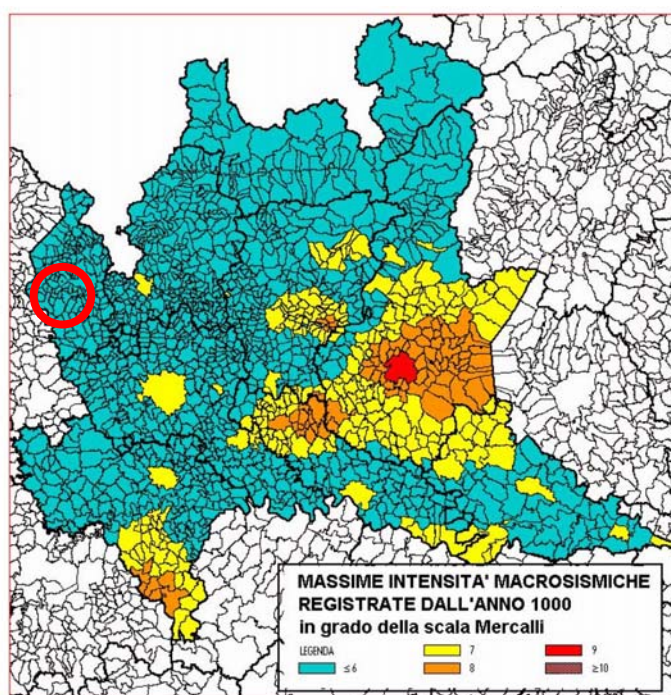 MASSIME INTENSITA' MACROSISMICHE
REGISTRATE DALL'ANNO 1000
in grado della scala Mercalli
LEGENDA
≤ 6
7
8
9
≥10